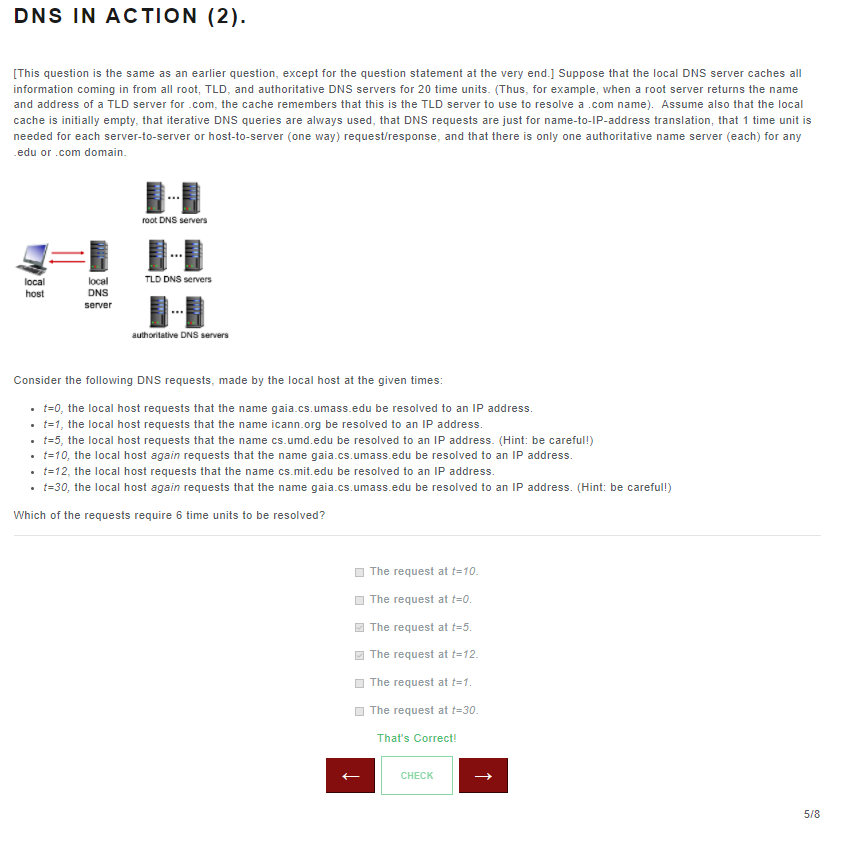 DNS IN ACTION (2).
[This question is the same as an earlier question, except for the question statement at the very end.] Suppose that the local DNS server caches all
information coming in from all root, TLD, and authoritative DNS servers for 20 time units. (Thus, for example, when a root server returns the name
and address of a TLD server for .com, the cache remembers that this is the TLD server to use to resolve a .com name).  Assume also that the local
cache is initially empty, that iterative DNS queries are always used, that DNS requests are just for name-to-IP-address translation, that 1 time unit is
needed for each server-to-server or host-to-server (one way) request/response, and that there is only one authoritative name server (each) for any
.edu or .com domain.
root DNS servers
TLD DNS servers
local
host
local
DNS
server
authoritative DNS servers
Consider the following DNS requests, made by the local host at the given times:
• t=0, the local host requests that the name gaia.cs.umass.edu be resolved to an IP address.
• t=1, the local host requests that the name icann.org be resolved to an IP address.
• t=5, the local host requests that the name cs.umd.edu be resolved to an IP address. (Hint: be careful!)
• t=10, the local host again requests that the name gaia.cs.umass.edu be resolved to an IP address.
• t=12, the local host requests that the name cs.mit.edu be resolved to an IP address.
• t=30, the local host again requests that the name gaia.cs.umass.edu be resolved to an IP address. (Hint: be careful!)
Which of the requests require 6 time units to be resolved?
The request at t=10.
The request at t=0.
The request at t=5.
The request at t=12.
The request at t=1.
The request at t=30.
That's Correct!
← CHECK →
5/8